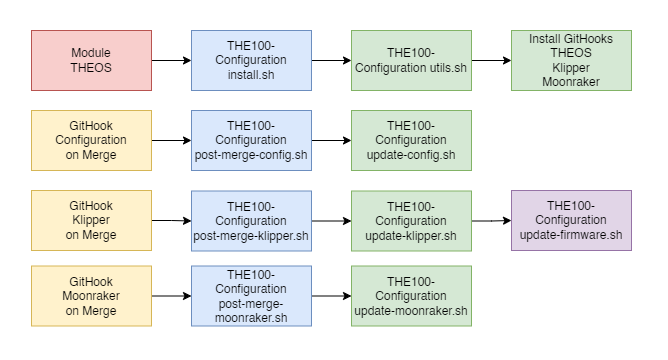 Module
THEOS
THE100-
Configuration
install.sh
THE100-
Configuration utils.sh
Install GitHooks
THEOS
Klipper
Moonraker
GitHook
Configuration
on Merge
THE100-
Configuration
post-merge-config.sh
THE100-
Configuration
update-config.sh
GitHook
Klipper
on Merge
THE100-
Configuration
post-merge-klipper.sh
THE100-
Configuration
update-klipper.sh
THE100-
Configuration
update-firmware.sh
GitHook
Moonraker
on Merge
THE100-
Configuration
post-merge-
moonraker.sh
THE100-
Configuration
update-moonraker.sh